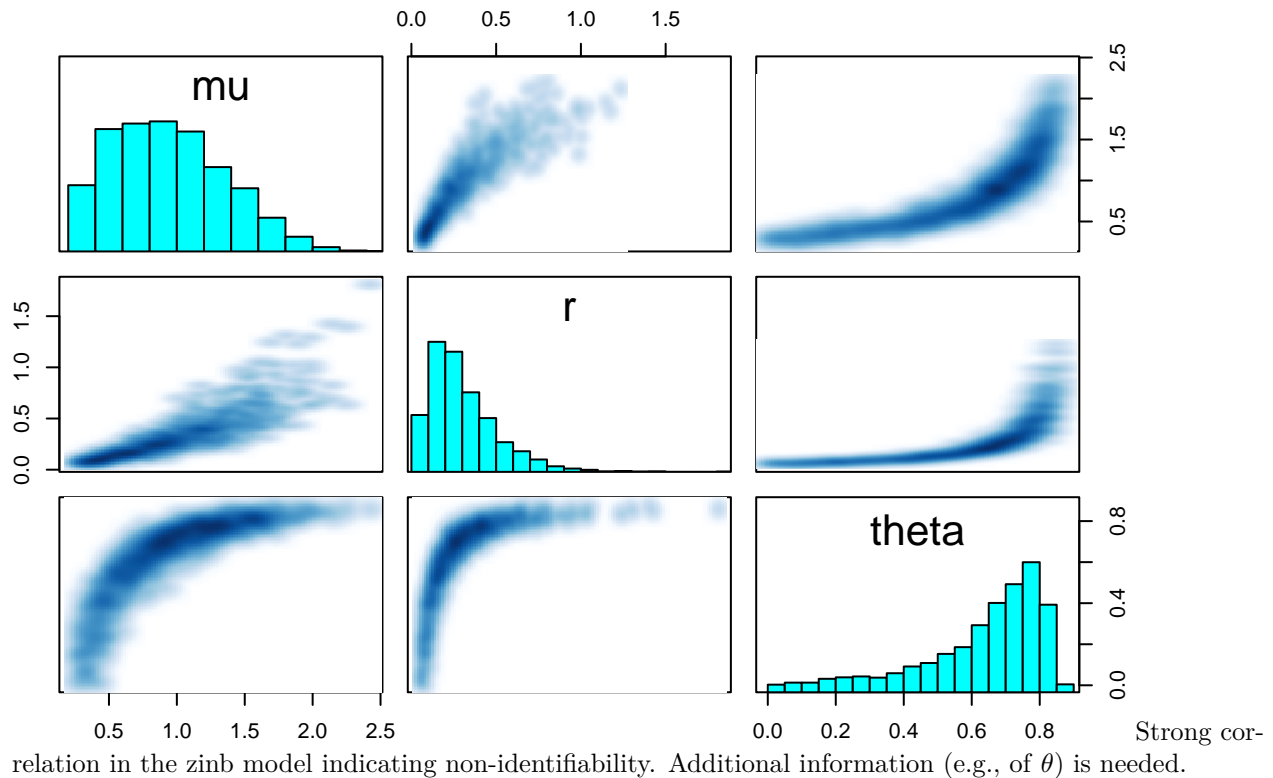 0.0 0.5 1.0 1.5
mu
0.5 1.5 2.5
0.0 0.5 1.0 1.5
r
theta
0.0 0.4 0.8
0.5 1.0 1.5 2.0 2.5
0.0 0.2 0.4 0.6 0.8
Strong cor-
relation in the zinb model indicating non-identifiability. Additional information (e.g., of θ) is needed.